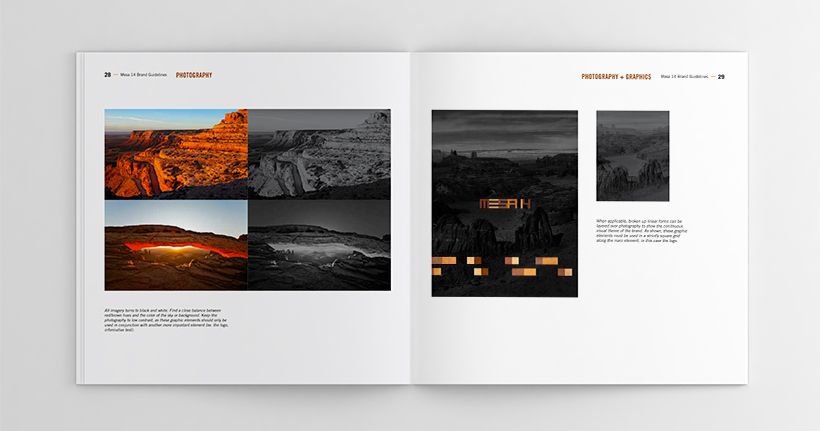 28 — Mesa 14 Brand Guidelines PHOTOGRAPHY
All imagery turns to black and white. Find a close balance between
red/brown hues and the color of the sky or background. Keep the
photography to low contrast, as these graphic elements should only be
used in conjunction with another more important element (ie. the logo,
informative text).
PHOTOGRAPHY + GRAPHICS Mesa 14 Brand Guidelines — 29
MESA 14
When applicable, broken up linear forms can be
layered over photography to show the continuous
visual theme of the brand. As shown, these graphic
elements must be used in a strictly square grid
along the main element, in this case the logo.